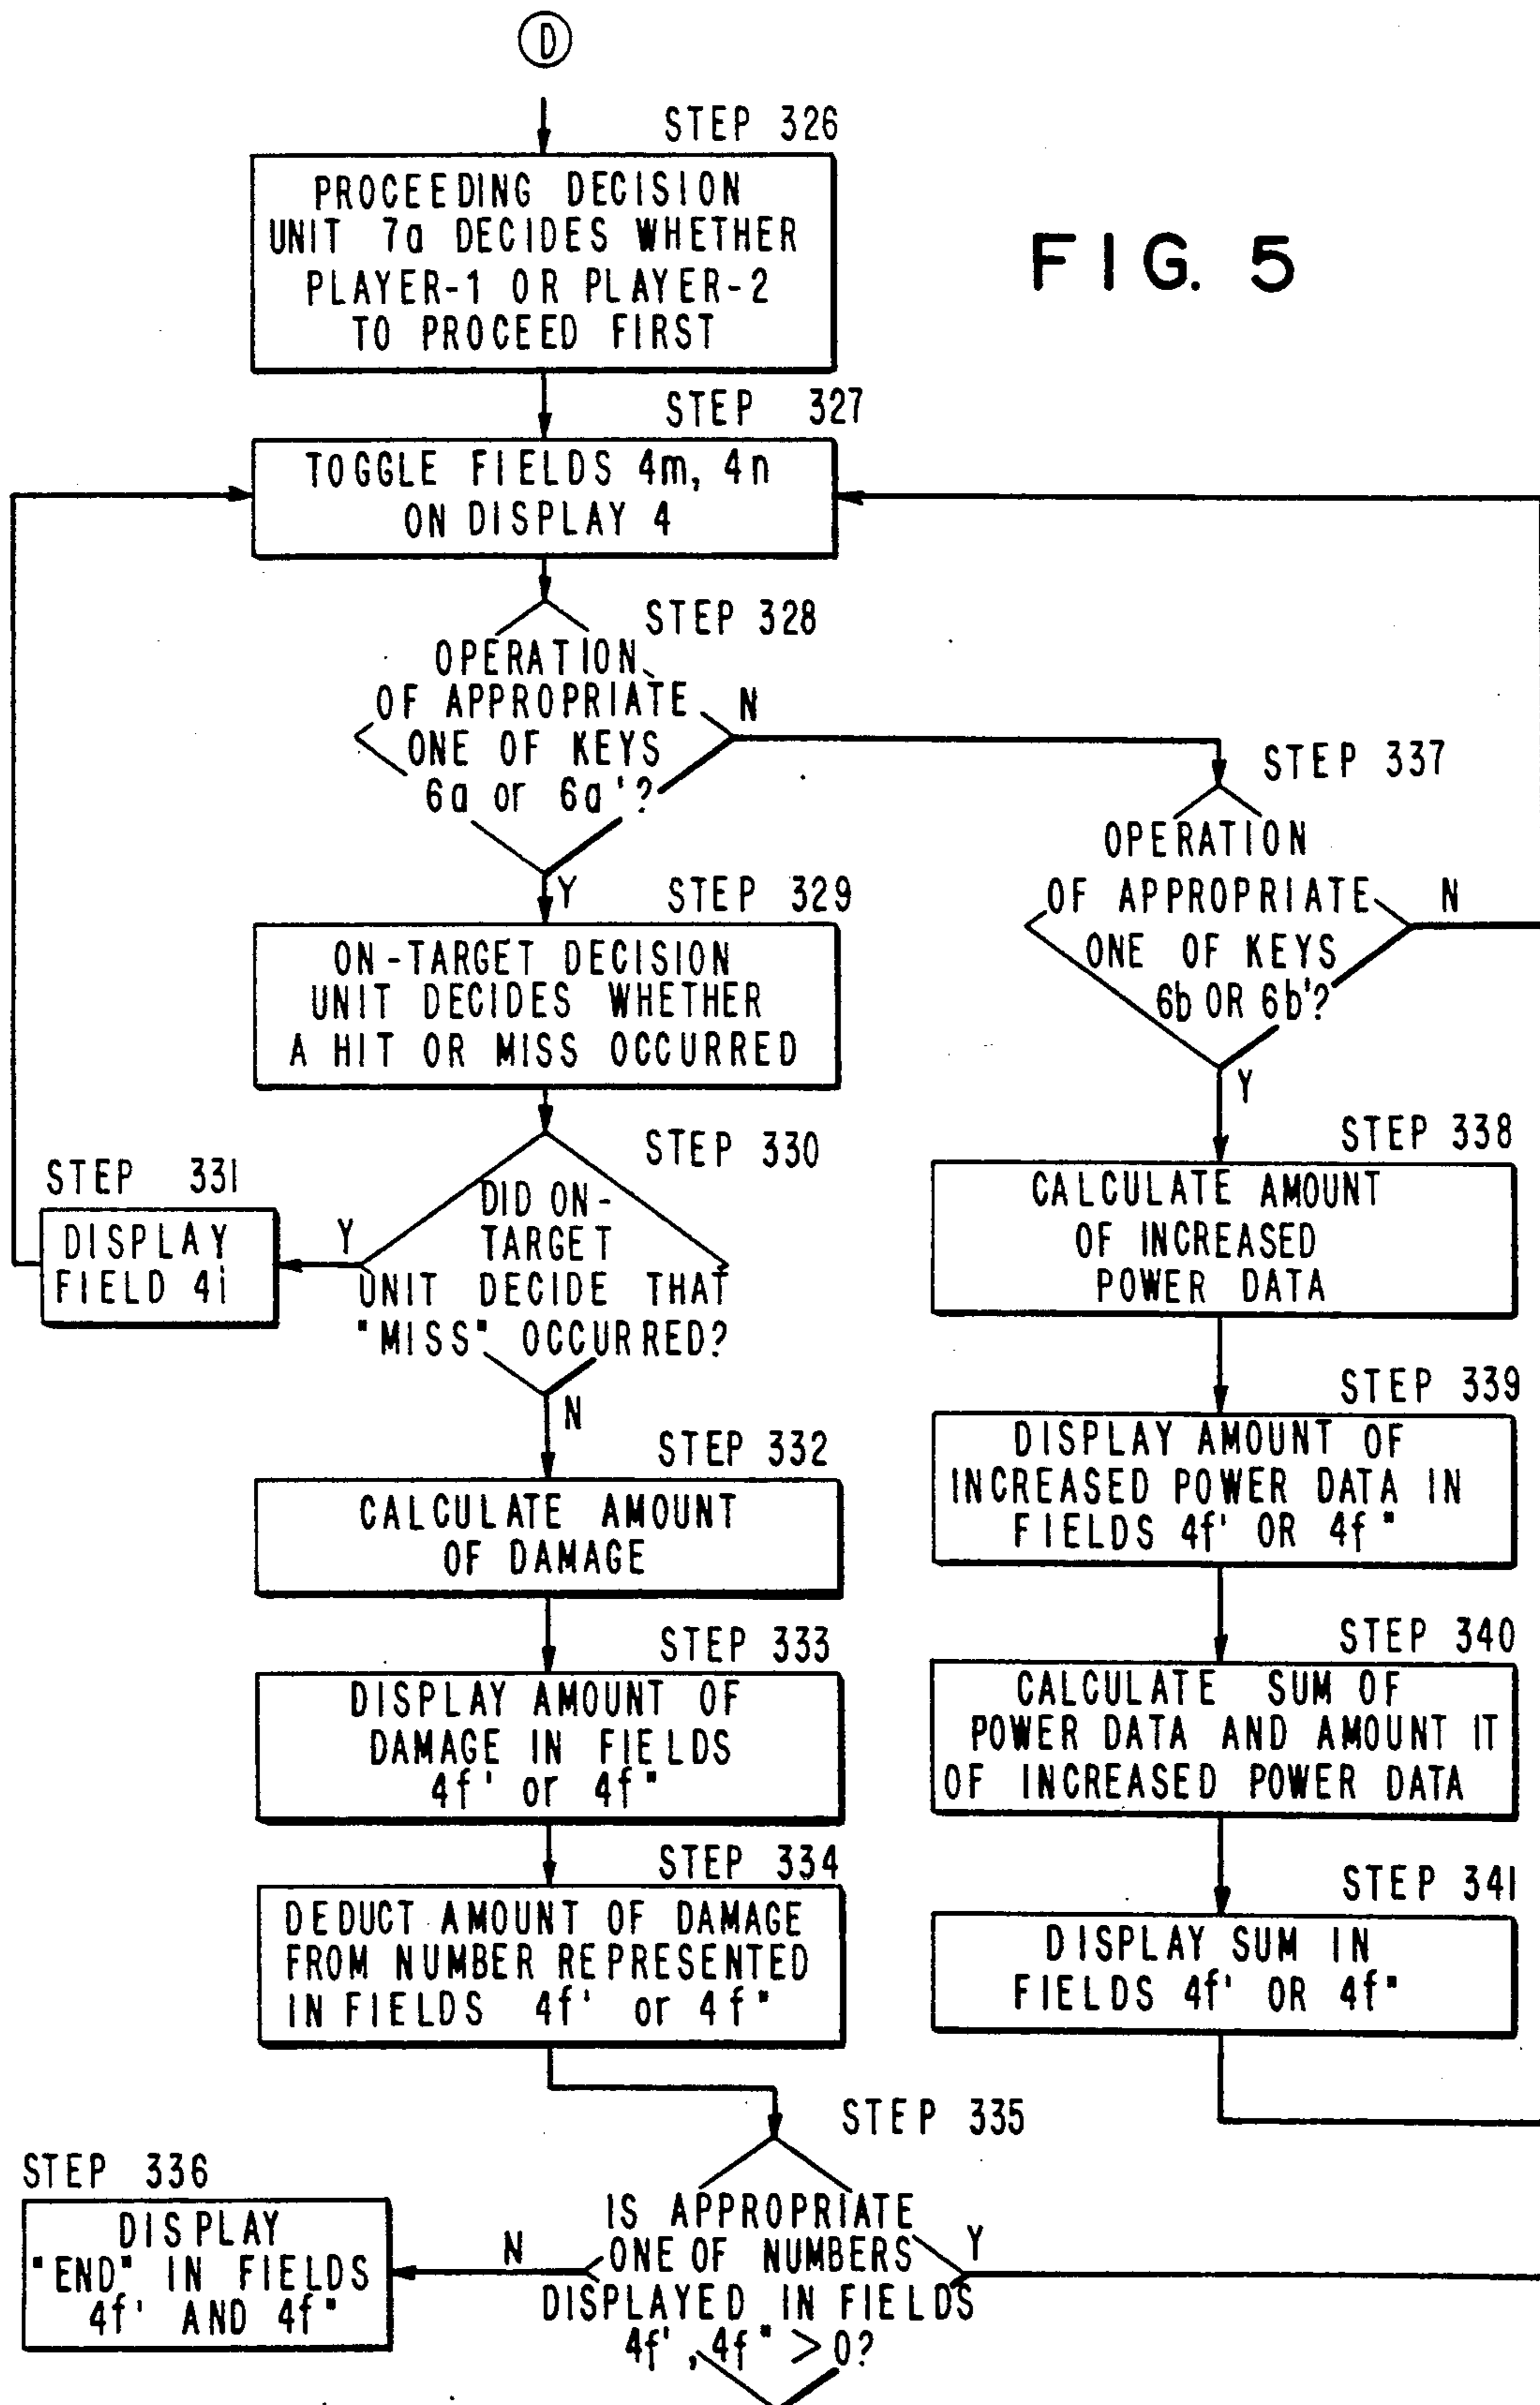 D
STEP 326
PROCEEDING DECISION
UNIT 7a DECIDES WHETHER
PLAYER-1 OR PLAYER-2
TO PROCEED FIRST
FIG. 5
STEP 327
TOGGLE FIELDS 4m, 4n
ON DISPLAY 4
STEP 328
OPERATION
OF APPROPRIATE
ONE OF KEYS
6a or 6a'?
N
Y
STEP 337
OPERATION
OF APPROPRIATE
ONE OF KEYS
6b OR 6b'?
N
Y
STEP 329
ON-TARGET DECISION
UNIT DECIDES WHETHER
A HIT OR MISS OCCURRED
STEP 330
DID ON-
TARGET
UNIT DECIDE THAT
"MISS" OCCURRED?
Y
N
STEP 331
DISPLAY
FIELD 4i
STEP 338
CALCULATE AMOUNT
OF INCREASED
POWER DATA
STEP 332
CALCULATE AMOUNT
OF DAMAGE
STEP 339
DISPLAY AMOUNT OF
INCREASED POWER DATA IN
FIELDS 4f' OR 4f"
STEP 333
DISPLAY AMOUNT OF
DAMAGE IN FIELDS
4f' or 4f"
STEP 340
CALCULATE SUM OF
POWER DATA AND AMOUNT IT
OF INCREASED POWER DATA
STEP 334
DEDUCT AMOUNT OF DAMAGE
FROM NUMBER REPRESENTED
IN FIELDS 4f' or 4f"
STEP 341
DISPLAY SUM IN
FIELDS 4f' OR 4f"
STEP 335
IS APPROPRIATE
ONE OF NUMBERS
DISPLAYED IN FIELDS
4f', 4f" > 0?
N
Y
STEP 336
DISPLAY
"END" IN FIELDS
4f' AND 4f"